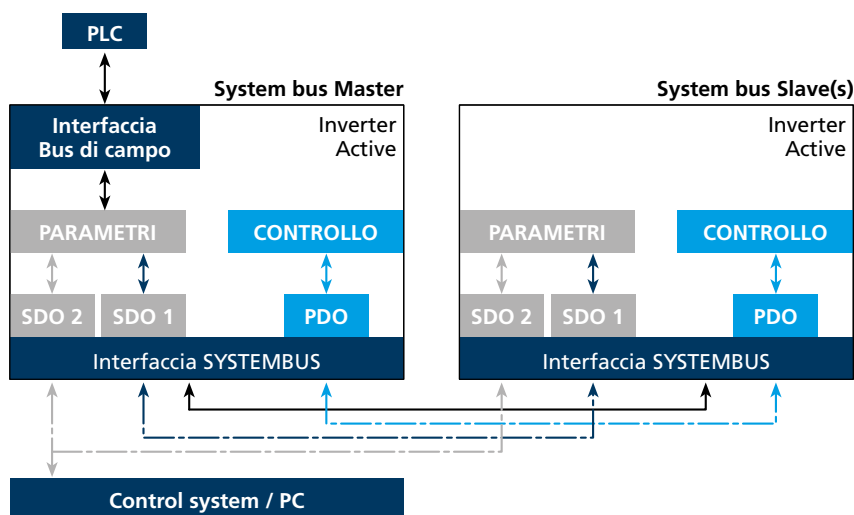 PLC
System bus Master
System bus Slave(s)
Interfaccia
Bus di campo
Inverter
Active
Inverter
Active
PARAMETRI
CONTROLLO
PARAMETRI
CONTROLLO
SDO 2
SDO 1
PDO
SDO 2
SDO 1
PDO
Interfaccia SYSTEMBUS
Interfaccia SYSTEMBUS
Control system / PC